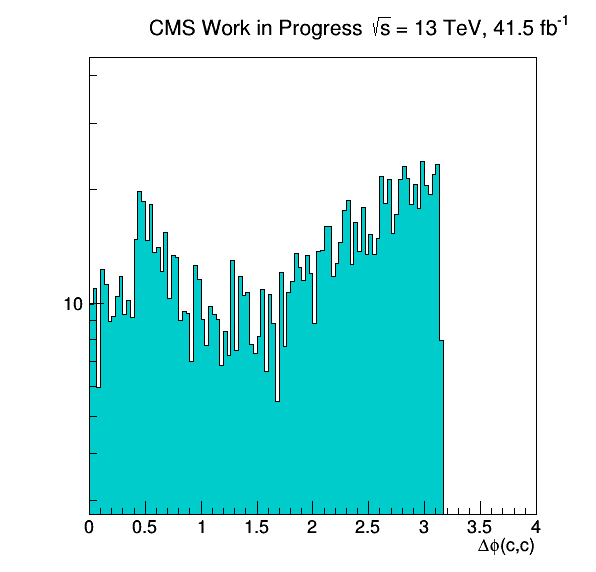 CMS Work in Progress √s = 13 TeV, 41.5 fb⁻¹
10
0 0.5 1 1.5 2 2.5 3 3.5 4
Δϕ(c,c)